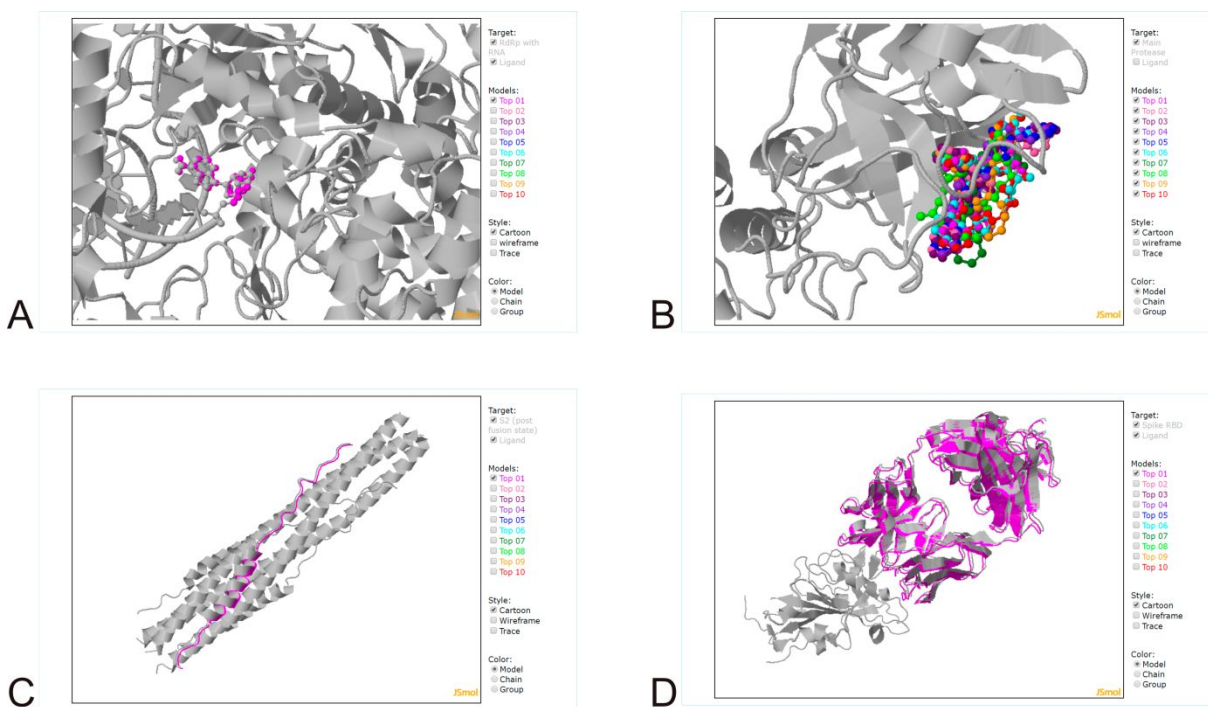 A
Target:
RdRp with
RNA
Ligand
Models:
Top 01
Top 02
Top 03
Top 04
Top 05
Top 06
Top 07
Top 08
Top 09
Top 10
Style:
Cartoon
wireframe
Trace
Color:
Model
Chain
Group
JSmol
B
Target:
Main
Protease
Ligand
Models:
Top 01
Top 02
Top 03
Top 04
Top 05
Top 06
Top 07
Top 08
Top 09
Top 10
Style:
Cartoon
wireframe
Trace
Color:
Model
Chain
Group
JSmol
C
Target:
S2 (post
fusion state)
Ligand
Models:
Top 01
Top 02
Top 03
Top 04
Top 05
Top 06
Top 07
Top 08
Top 09
Top 10
Style:
Cartoon
Wireframe
Trace
Color:
Model
Chain
Group
JSmol
D
Target:
Spike RBD
Ligand
Models:
Top 01
Top 02
Top 03
Top 04
Top 05
Top 06
Top 07
Top 08
Top 09
Top 10
Style:
Cartoon
Wireframe
Trace
Color:
Model
Chain
Group
JSmol